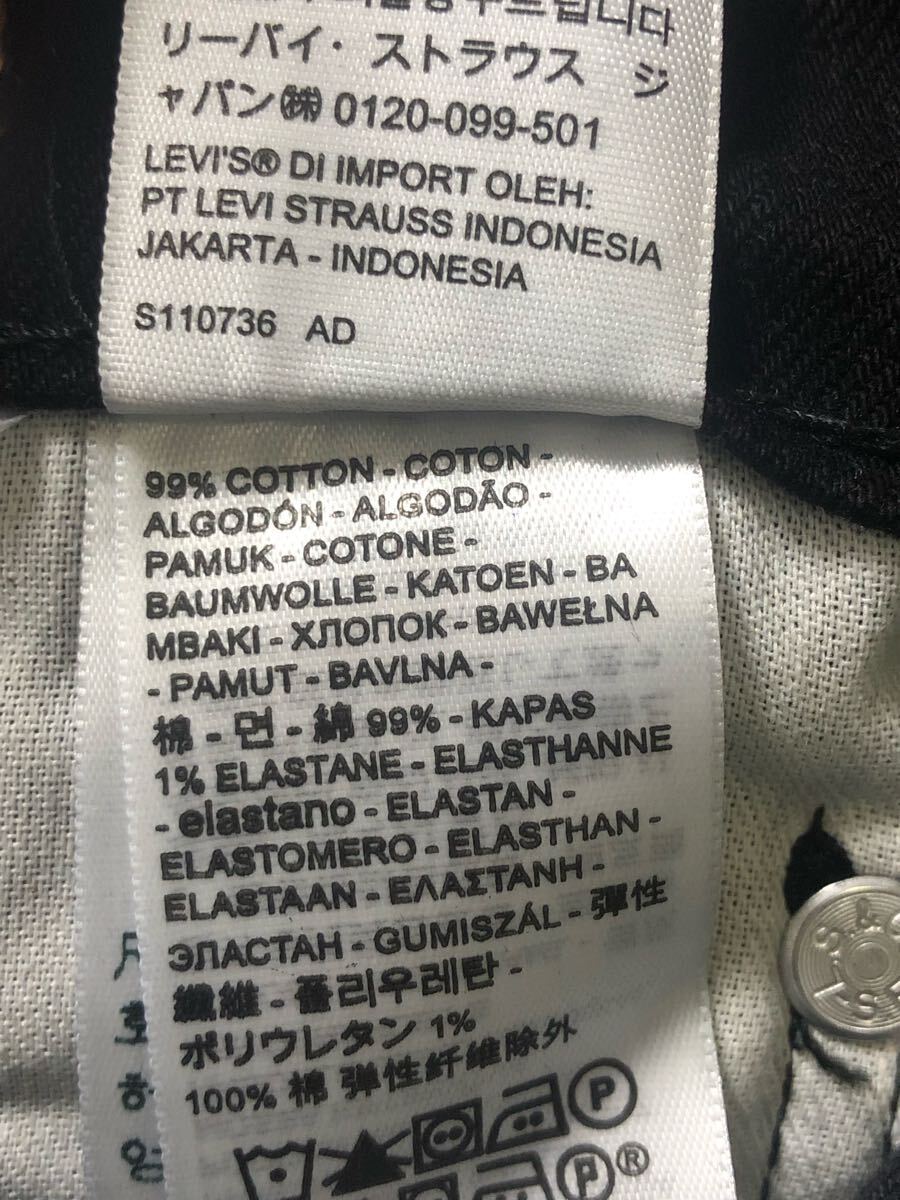 リーバイ・ストラウス ジ
ャパン㈱ 0120-099-501
LEVI'S® DI IMPORT OLEH:
PT LEVI STRAUSS INDONESIA
JAKARTA - INDONESIA
S110736 AD
99% COTTON - COTON -
ALGODÓN - ALGODÃO -
PAMUK - COTONE -
BAUMWOLLE - KATOEN - BA
MBAKI - ХЛОПОК - BAWEŁNA
- PAMUT - BAVLNA -
棉 - 면 - 綿 99% - KAPAS
1% ELASTANE - ELASTHANNE
- elastano - ELASTAN -
ELASTOMERO - ELASTHAN -
ELASTAAN - ΕΛΑΣΤΑΝΗ -
ЭЛАСТАН - GUMISZÁL - 彈性
纖維 - 폴리우레탄 -
ポリウレタン 1%
100% 棉 弹性纤维除外
P
P ®